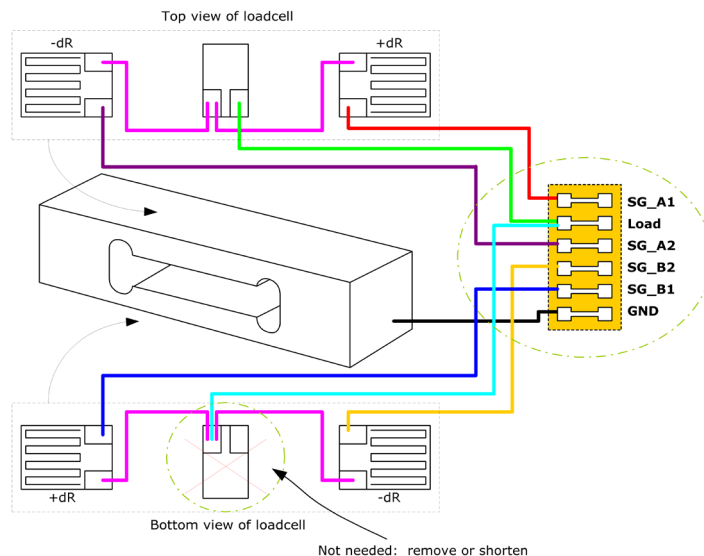 Top view of loadcell
-dR
+dR
SG_A1
Load
SG_A2
SG_B2
SG_B1
GND
+dR
-dR
Bottom view of loadcell
Not needed: remove or shorten